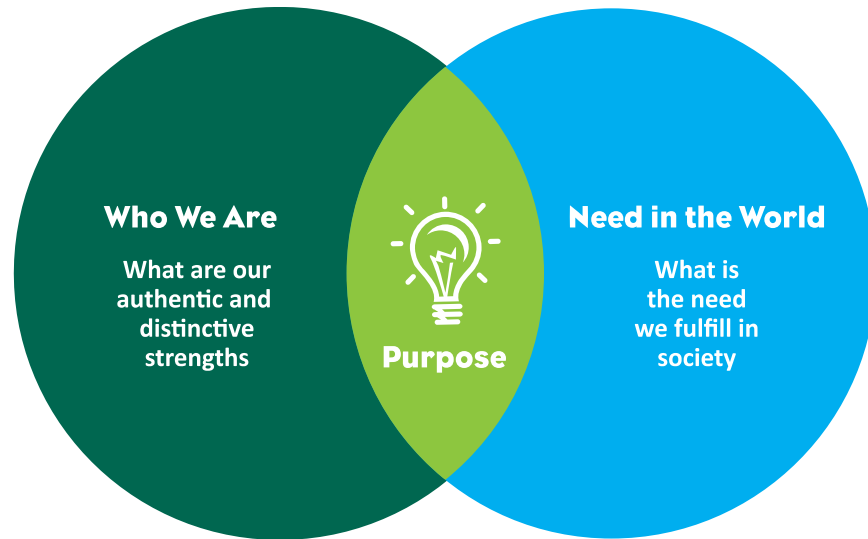 Who We Are
What are our
authentic and
distinctive
strengths
Purpose
Need in the World
What is
the need
we fulfill in
society